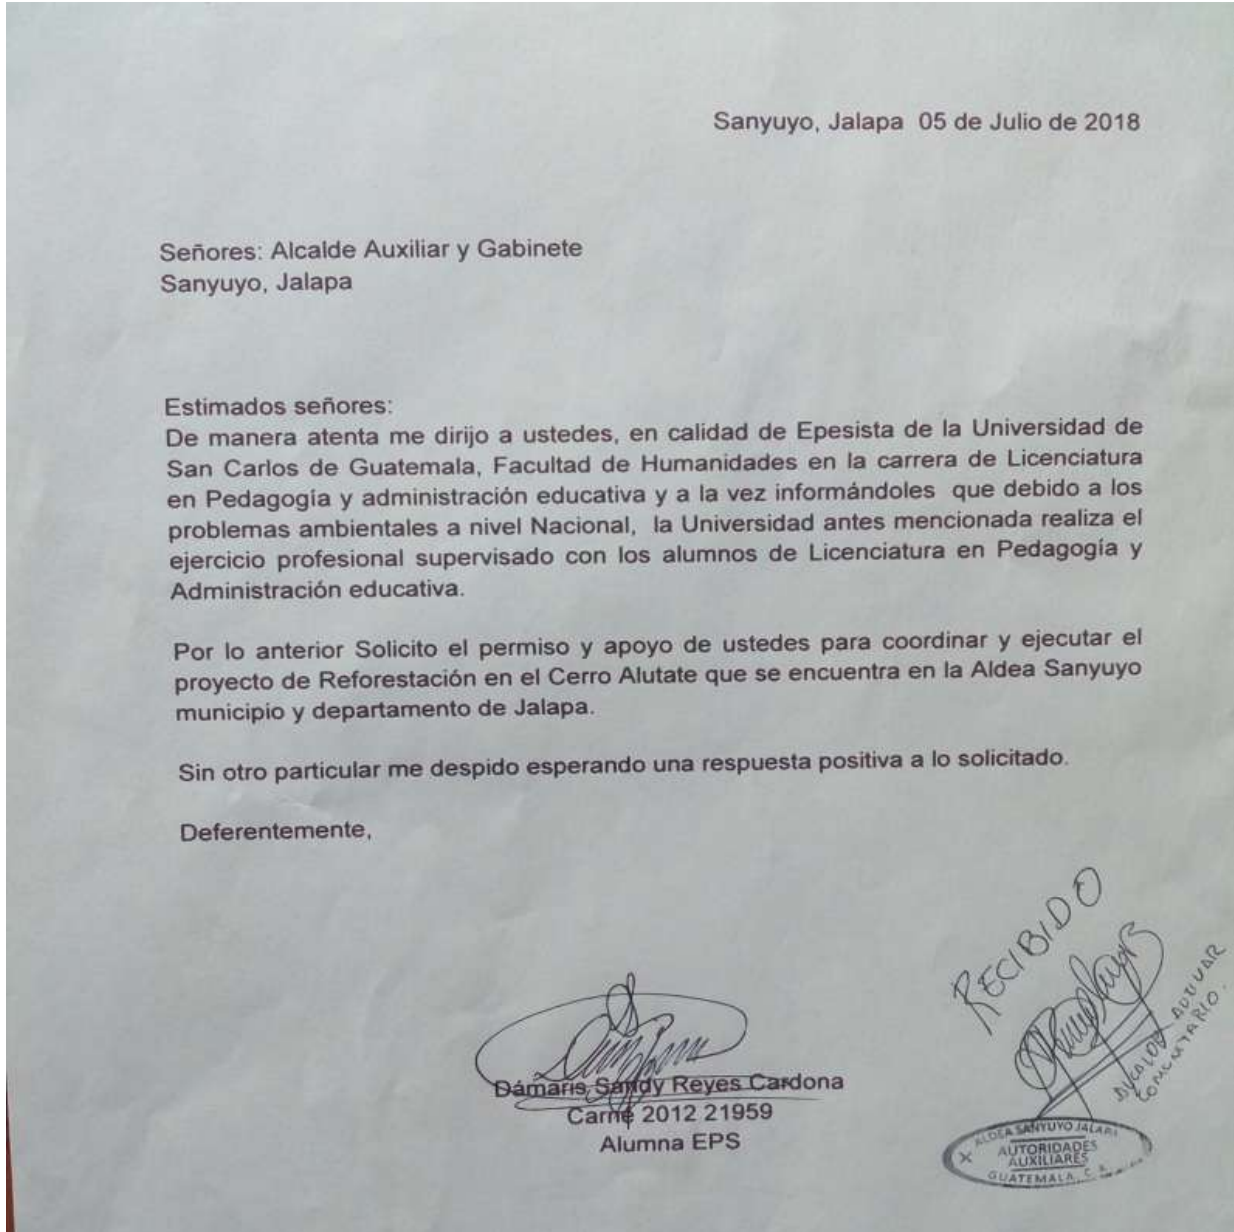 Sanyuyo, Jalapa 05 de Julio de 2018
Señores: Alcalde Auxiliar y Gabinete
Sanyuyo, Jalapa
Estimados señores:
De manera atenta me dirijo a ustedes, en calidad de Epesista de la Universidad de
San Carlos de Guatemala, Facultad de Humanidades en la carrera de Licenciatura
en Pedagogía y administración educativa y a la vez informándoles que debido a los
problemas ambientales a nivel Nacional, la Universidad antes mencionada realiza el
ejercicio profesional supervisado con los alumnos de Licenciatura en Pedagogía y
Administración educativa.
Por lo anterior Solicito el permiso y apoyo de ustedes para coordinar y ejecutar el
proyecto de Reforestación en el Cerro Alutate que se encuentra en la Aldea Sanyuyo
municipio y departamento de Jalapa.
Sin otro particular me despido esperando una respuesta positiva a lo solicitado.
Deferentemente,
Dámaris Sandy Reyes Cardona
Carné 2012 21959
Alumna EPS
RECIBIDO
ALDEA SANYUYO JALAPA
AUTORIDADES
AUXILIARES
GUATEMALA, C. A.